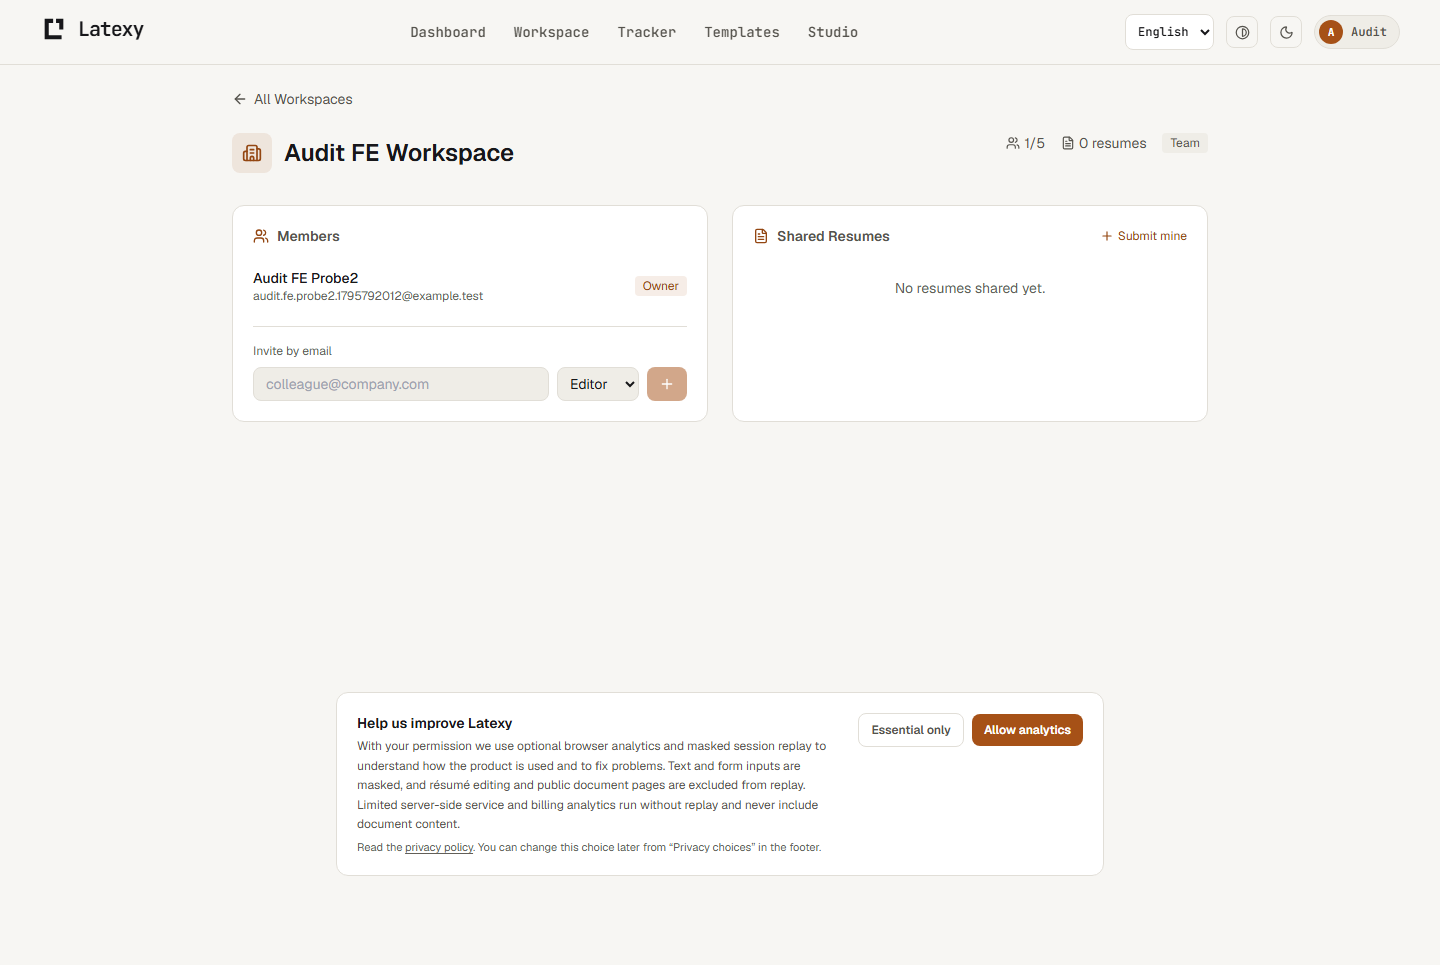 Latexy
Dashboard
Workspace
Tracker
Templates
Studio
English
A
Audit
All Workspaces
Audit FE Workspace
1/5
0 resumes
Team
Members
Audit FE Probe2
audit.fe.probe2.1795792012@example.test
Owner
Invite by email
colleague@company.com
Editor
Shared Resumes
Submit mine
No resumes shared yet.
Help us improve Latexy
With your permission we use optional browser analytics and masked session replay to
understand how the product is used and to fix problems. Text and form inputs are
masked, and résumé editing and public document pages are excluded from replay.
Limited server-side service and billing analytics run without replay and never include
document content.
Read the privacy policy. You can change this choice later from “Privacy choices” in the footer.
Essential only
Allow analytics